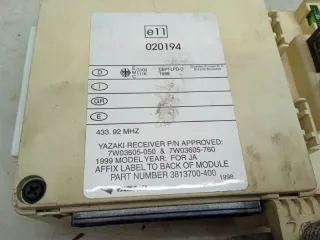 e11
020194
D
I
GR
E
433. 92 MHZ
YAZAKI RECEIVER P/N APPROVED:
7W03605-050 & 7W03605-760
1999 MODEL YEAR: FOR JA
AFFIX LABEL TO BACK OF MODULE
PART NUMBER 3813700-400
1998